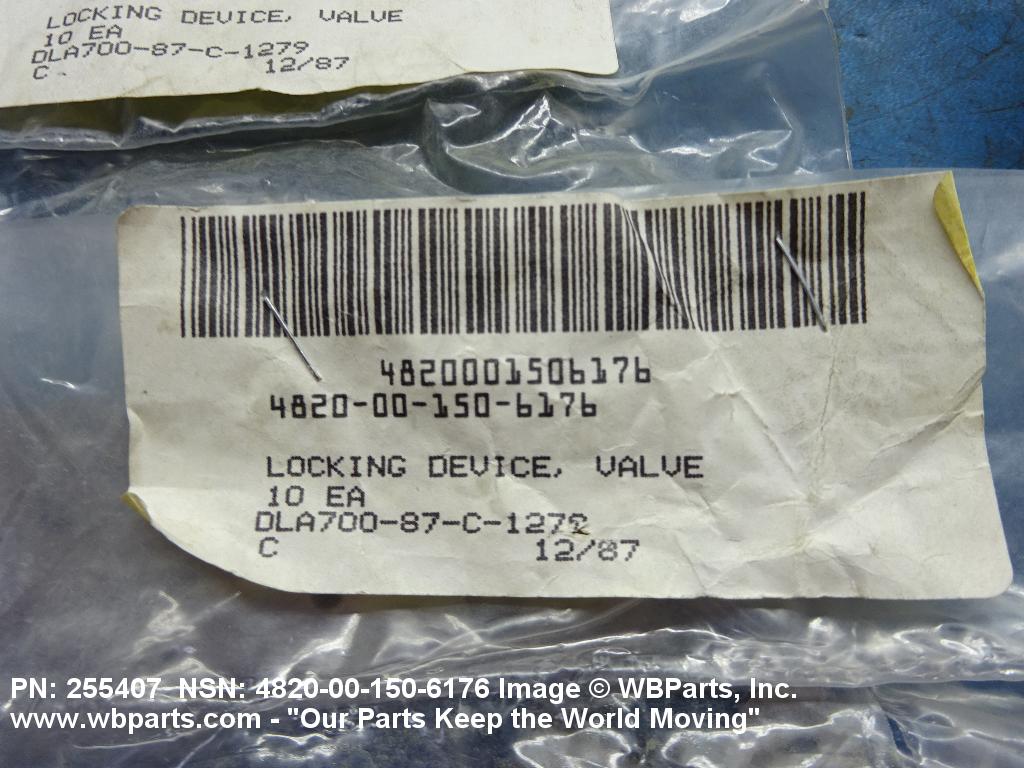 LOCKING DEVICE, VALVE
10 EA
DLA700-87-C-1279
C 12/87
4820001506176
4820-00-150-6176
LOCKING DEVICE, VALVE
10 EA
DLA700-87-C-1279
C 12/87
PN: 255407 NSN: 4820-00-150-6176 Image © WBParts, Inc.
www.wbparts.com - "Our Parts Keep the World Moving"